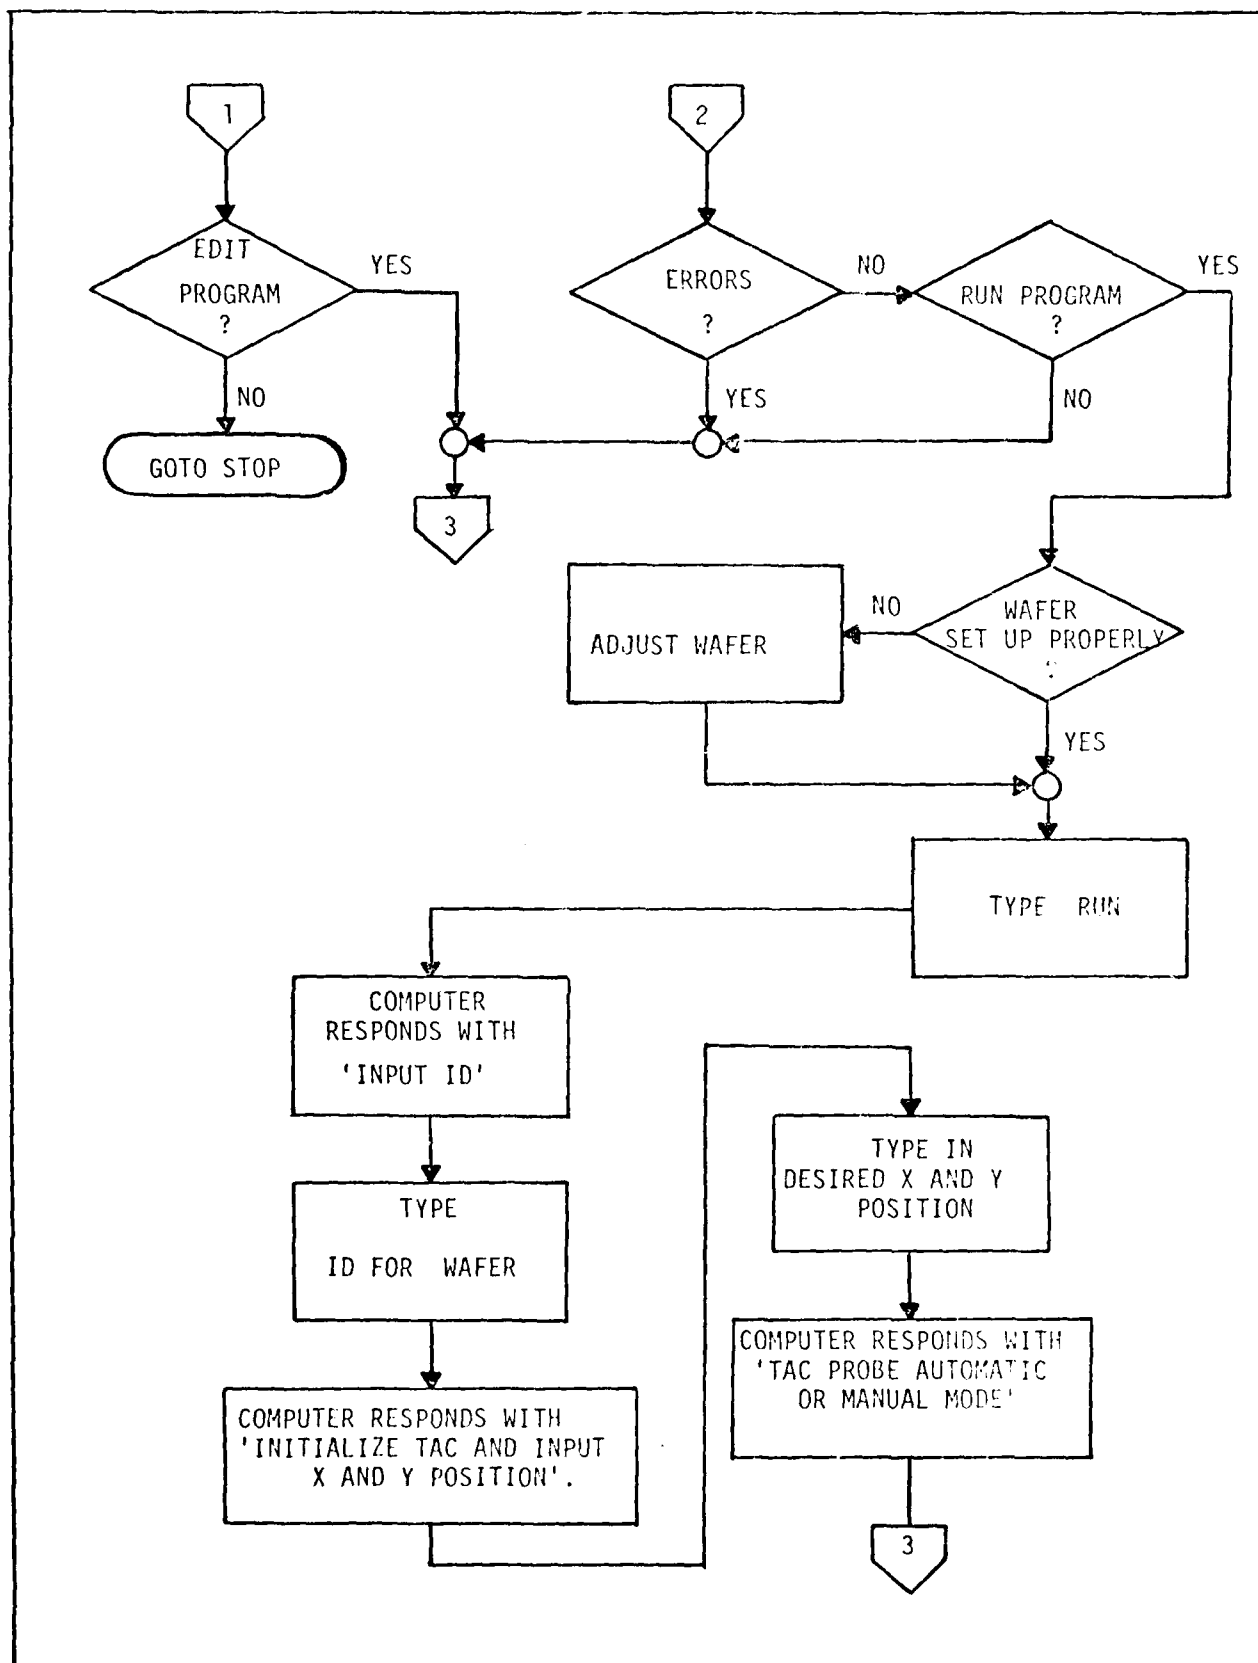 1
2
EDIT
PROGRAM
?
YES
NO
GOTO STOP
ERRORS
?
NO
YES
RUN PROGRAM
?
YES
NO
3
WAFER
SET UP PROPERLY
?
NO
YES
ADJUST WAFER
TYPE RUN
COMPUTER
RESPONDS WITH
'INPUT ID'
TYPE
ID FOR WAFER
COMPUTER RESPONDS WITH
'INITIALIZE TAC AND INPUT
X AND Y POSITION'.
TYPE IN
DESIRED X AND Y
POSITION
COMPUTER RESPONDS WITH
'TAC PROBE AUTOMATIC
OR MANUAL MODE'
3